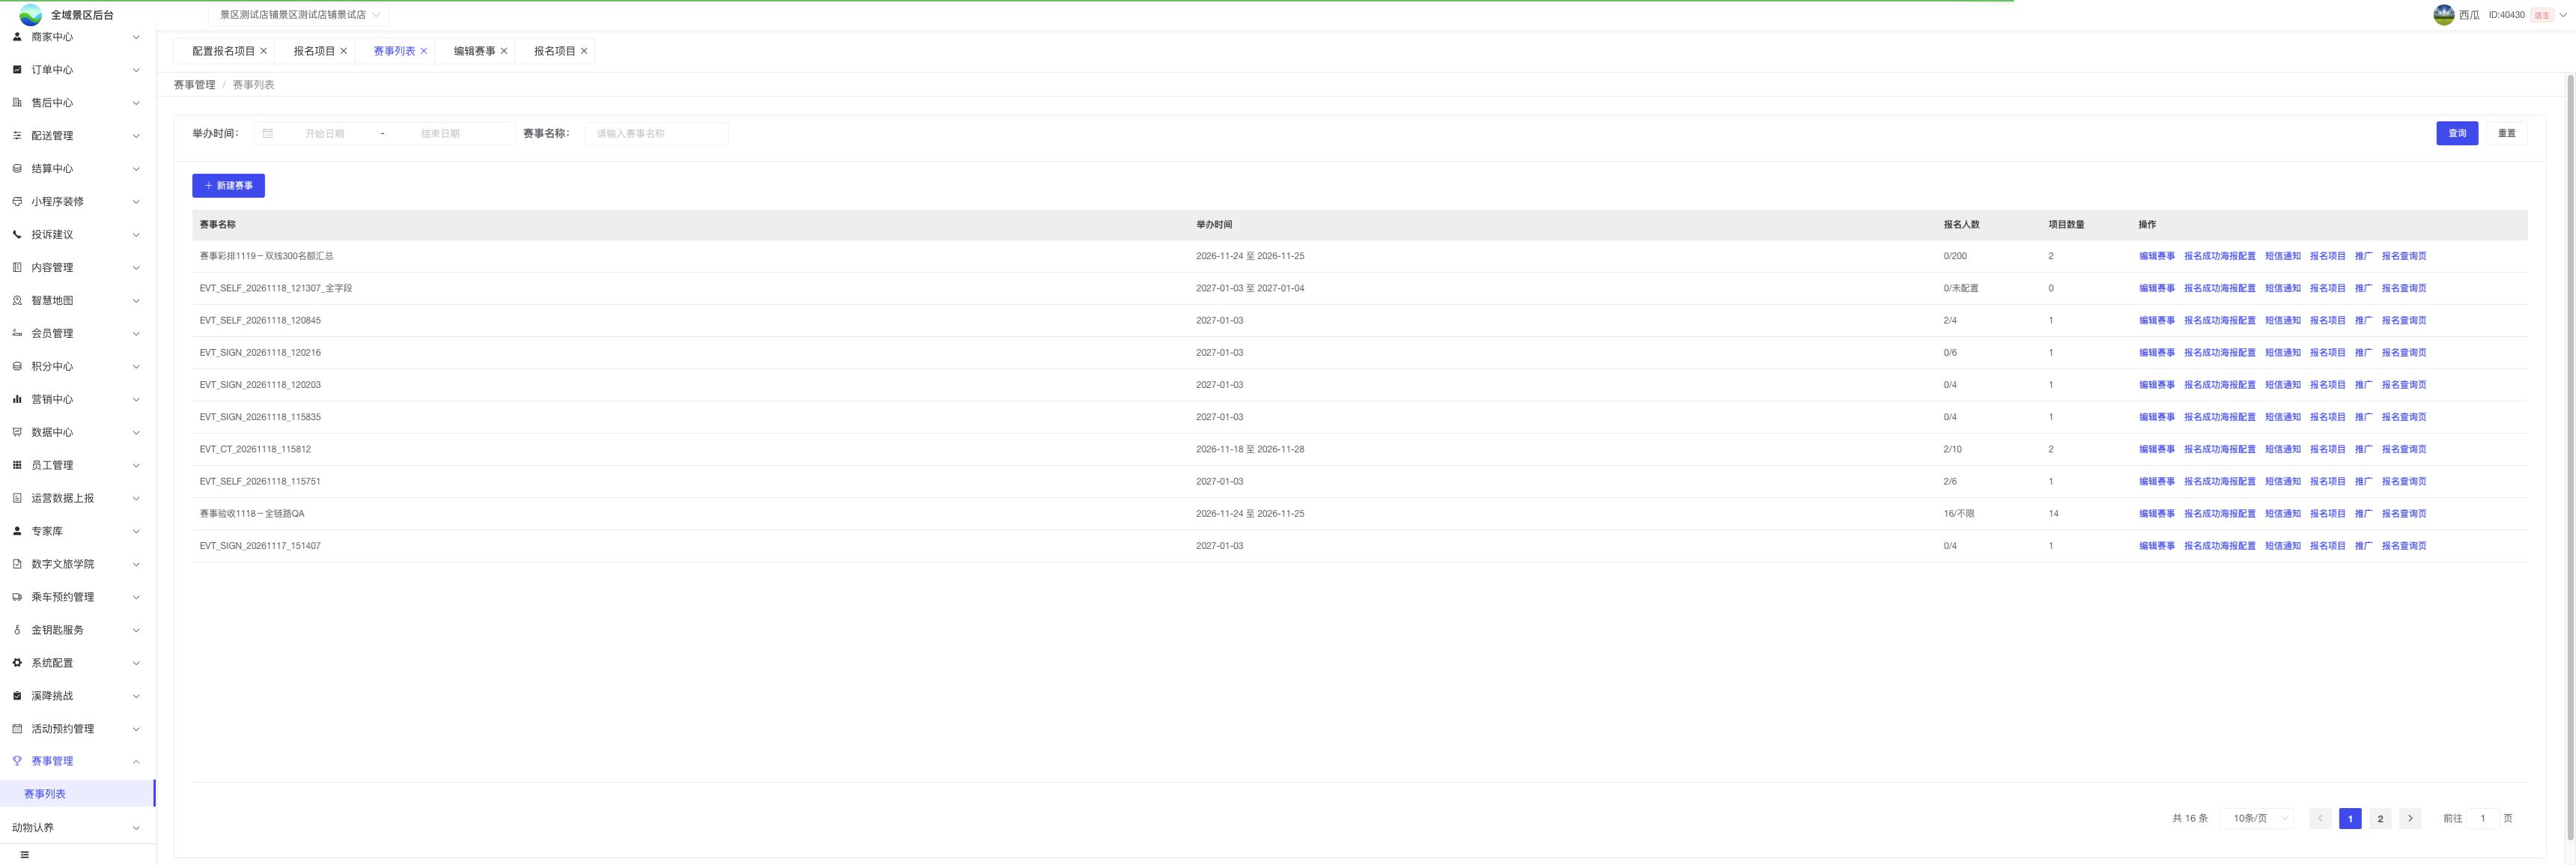 全域景区后台
景区测试店铺景区测试店铺景试店
西瓜 ID:40430 店主
商家中心
订单中心
售后中心
配送管理
结算中心
小程序装修
投诉建议
内容管理
智慧地图
会员管理
积分中心
营销中心
数据中心
员工管理
运营数据上报
专家库
数字文旅学院
乘车预约管理
金钥匙服务
系统配置
溪降挑战
活动预约管理
赛事管理
赛事列表
动物认养
配置报名项目 × 报名项目 × 赛事列表 × 编辑赛事 × 报名项目 ×
赛事管理 / 赛事列表
举办时间: 开始日期 - 结束日期 赛事名称: 请输入赛事名称 查询 重置
+ 新建赛事
赛事名称 举办时间 报名人数 项目数量 操作
赛事彩排1119－双线300名额汇总 2026-11-24 至 2026-11-25 0/200 2 编辑赛事 报名成功海报配置 短信通知 报名项目 推广 报名查询页
EVT_SELF_20261118_121307_全字段 2027-01-03 至 2027-01-04 0/未配置 0 编辑赛事 报名成功海报配置 短信通知 报名项目 推广 报名查询页
EVT_SELF_20261118_120845 2027-01-03 2/4 1 编辑赛事 报名成功海报配置 短信通知 报名项目 推广 报名查询页
EVT_SIGN_20261118_120216 2027-01-03 0/6 1 编辑赛事 报名成功海报配置 短信通知 报名项目 推广 报名查询页
EVT_SIGN_20261118_120203 2027-01-03 0/4 1 编辑赛事 报名成功海报配置 短信通知 报名项目 推广 报名查询页
EVT_SIGN_20261118_115835 2027-01-03 0/4 1 编辑赛事 报名成功海报配置 短信通知 报名项目 推广 报名查询页
EVT_CT_20261118_115812 2026-11-18 至 2026-11-28 2/10 2 编辑赛事 报名成功海报配置 短信通知 报名项目 推广 报名查询页
EVT_SELF_20261118_115751 2027-01-03 2/6 1 编辑赛事 报名成功海报配置 短信通知 报名项目 推广 报名查询页
赛事验收1118－全链路QA 2026-11-24 至 2026-11-25 16/不限 14 编辑赛事 报名成功海报配置 短信通知 报名项目 推广 报名查询页
EVT_SIGN_20261117_151407 2027-01-03 0/4 1 编辑赛事 报名成功海报配置 短信通知 报名项目 推广 报名查询页
共 16 条 10条/页 1 2 前往 1 页